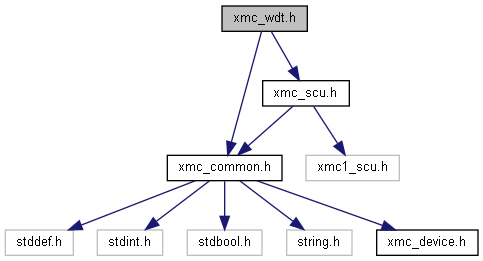 xmc_wdt.h
xmc_scu.h
xmc_common.h
xmc1_scu.h
stddef.h
stdint.h
stdbool.h
string.h
xmc_device.h